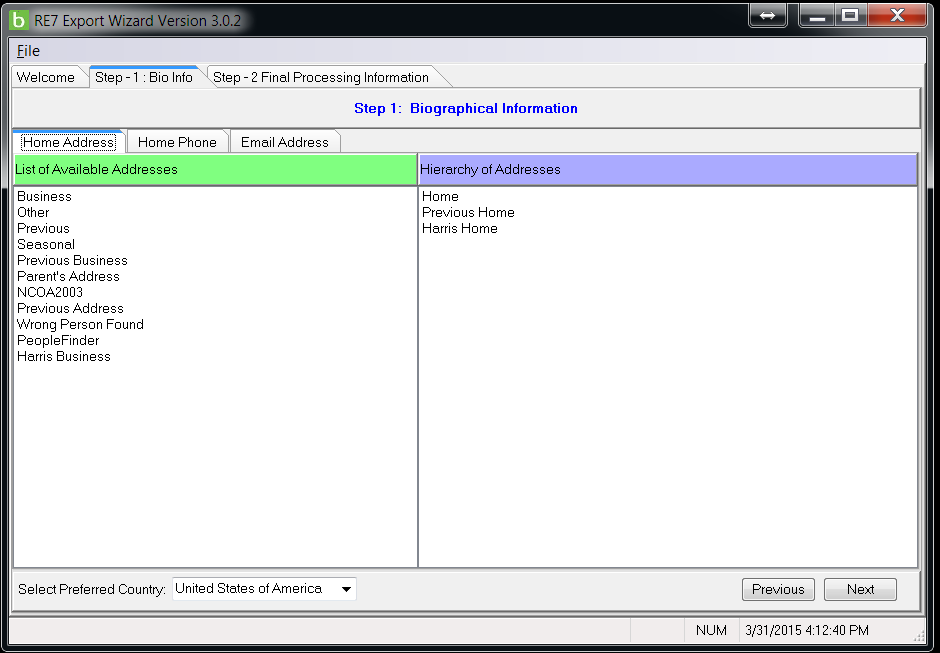 b RE7 Export Wizard Version 3.0.2
File
Welcome Step - 1 : Bio Info Step - 2 Final Processing Information
Step 1: Biographical Information
Home Address Home Phone Email Address
List of Available Addresses Hierarchy of Addresses
Business Home
Other Previous Home
Previous Harris Home
Seasonal
Previous Business
Parent's Address
NCOA2003
Previous Address
Wrong Person Found
PeopleFinder
Harris Business
Select Preferred Country: United States of America Previous Next
NUM 3/31/2015 4:12:40 PM